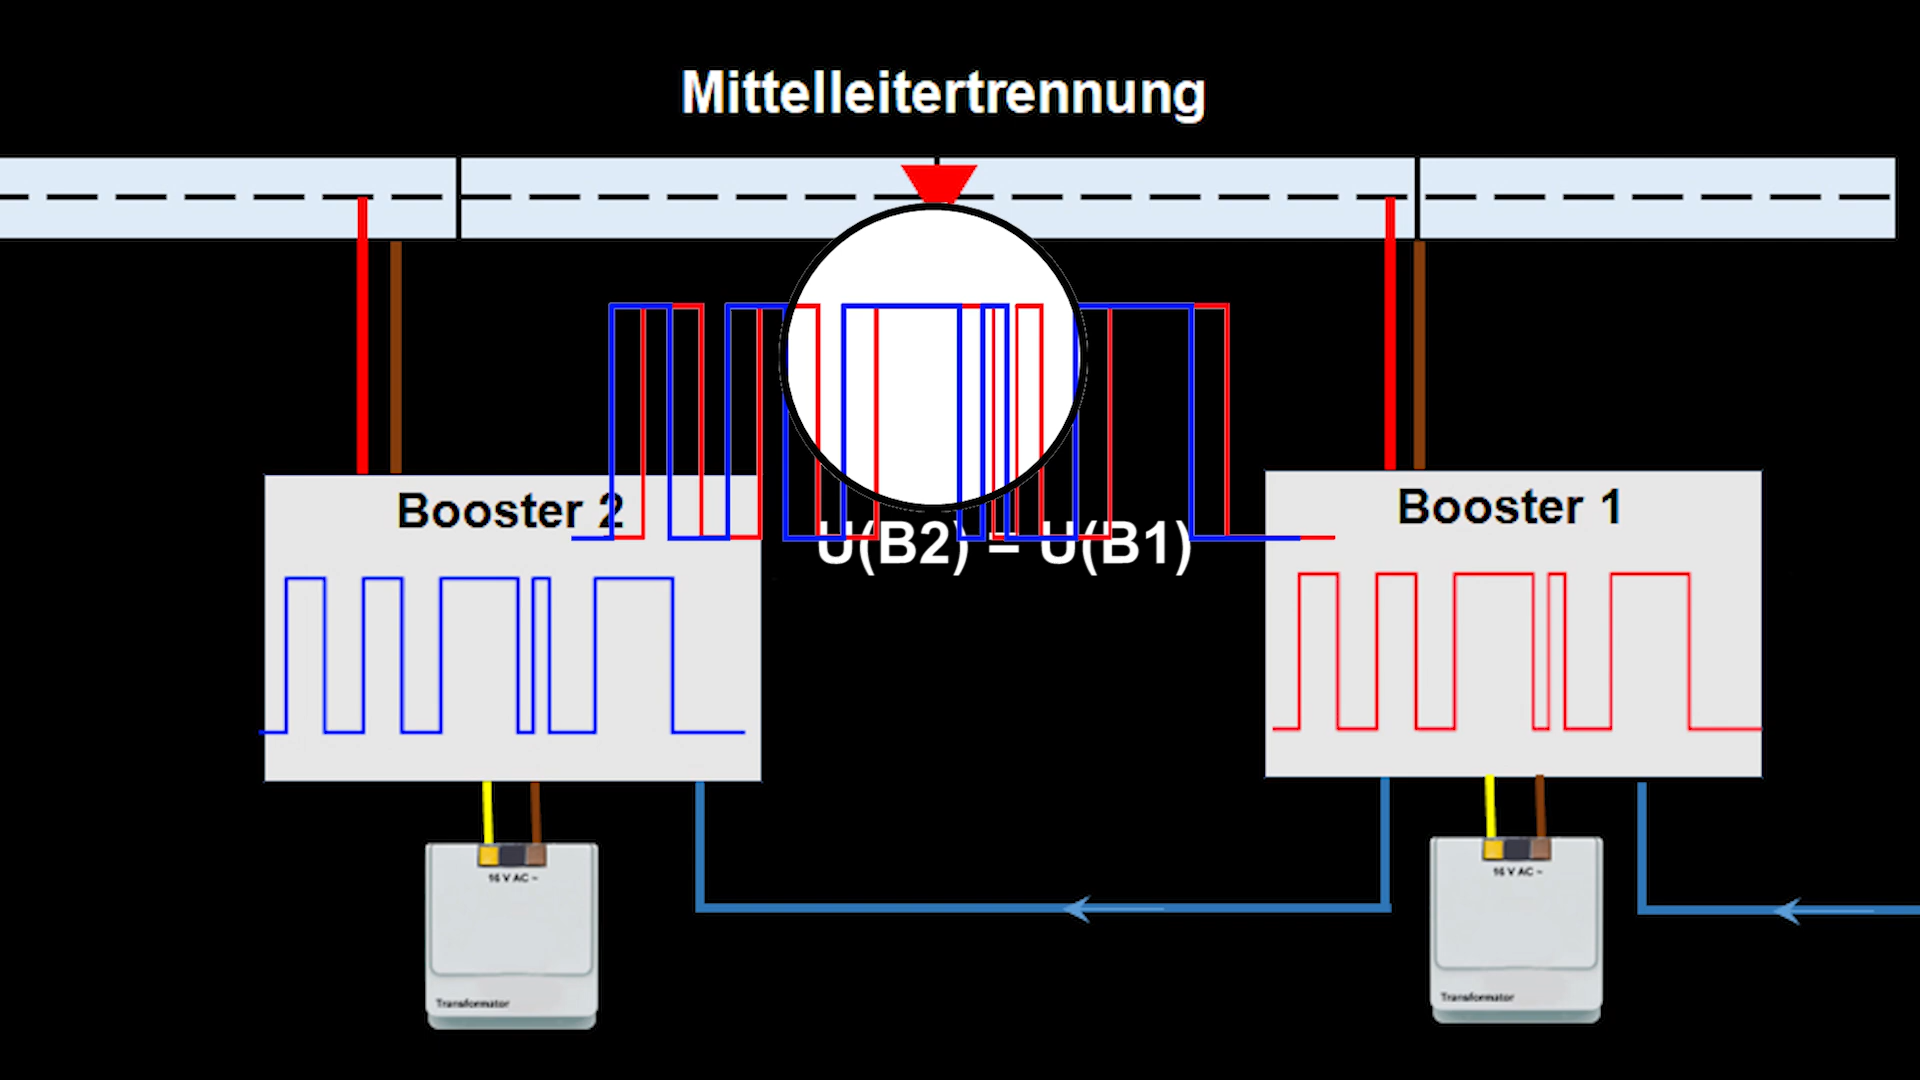 Mittelleitertrennung
Booster 2
Booster 1
U(B2) – U(B1)
16 V AC ~
16 V AC ~
Transformator
Transformator